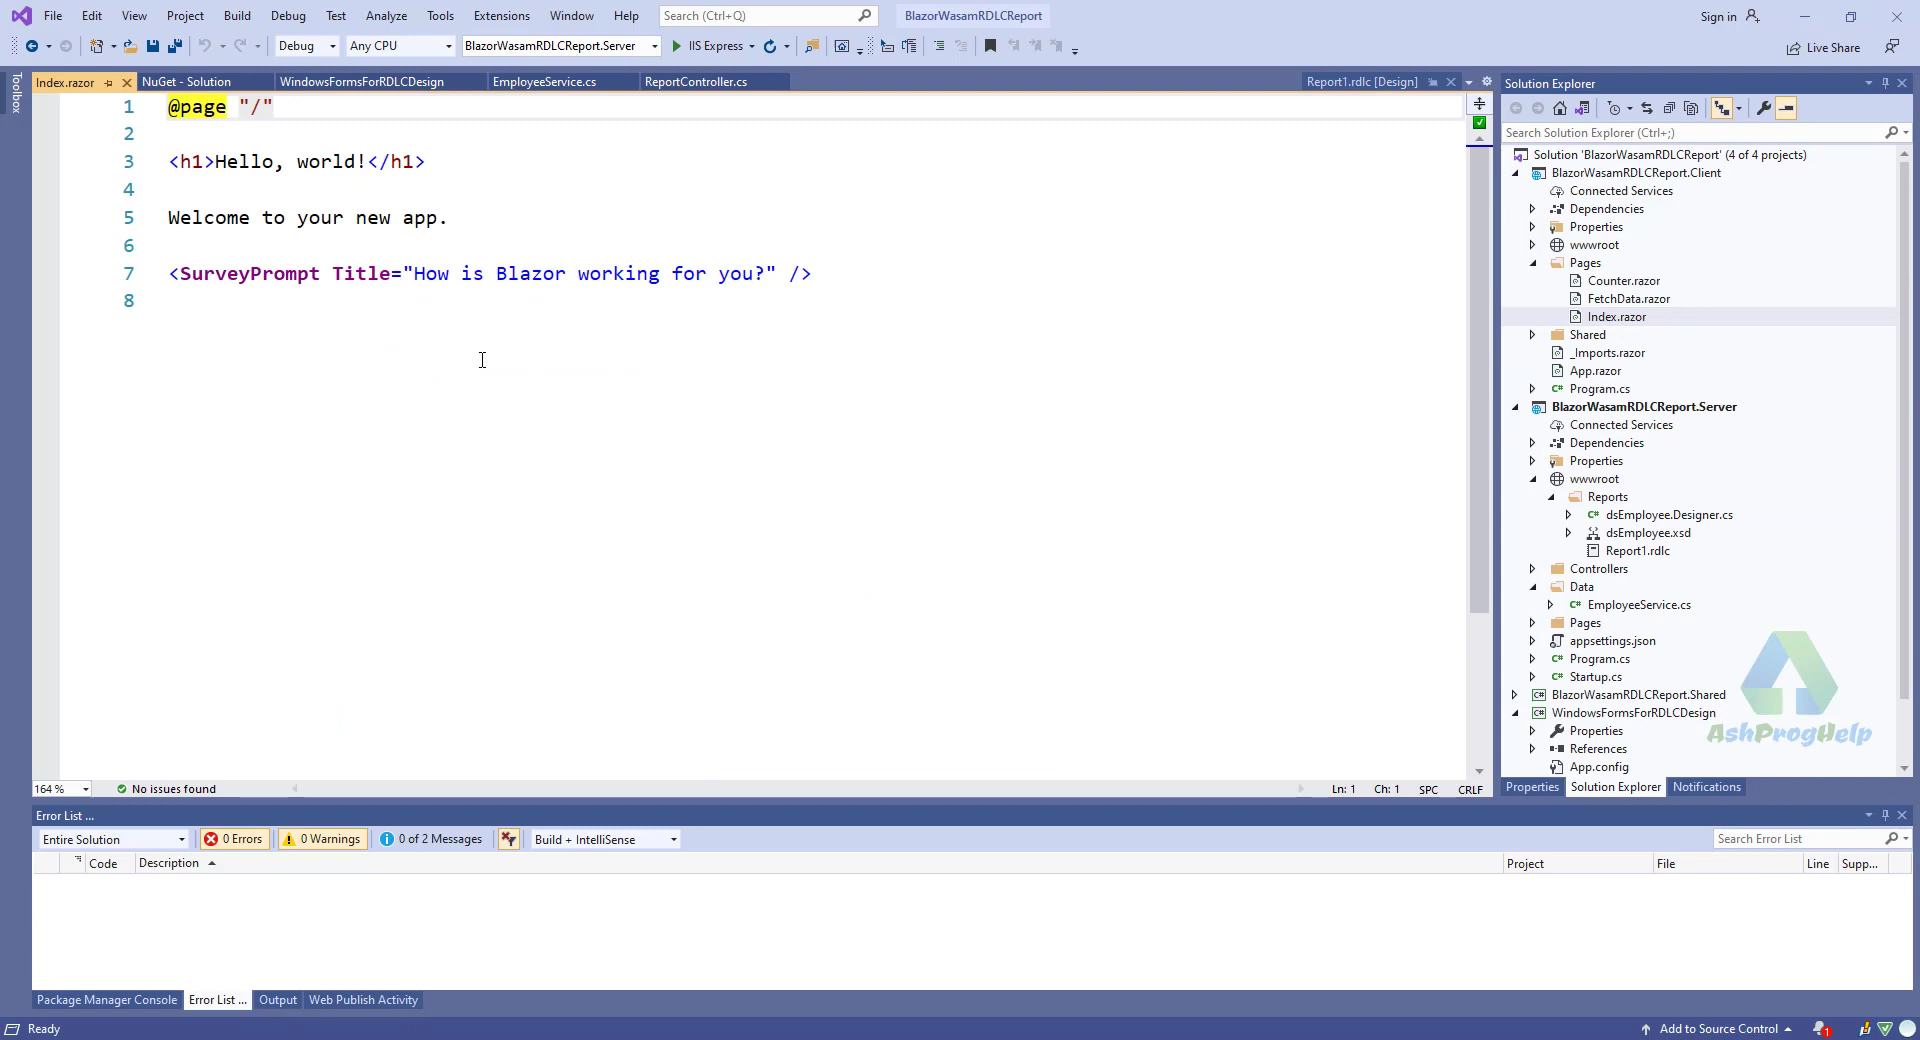 File Edit View Project Build Debug Test Analyze Tools Extensions Window Help Search (Ctrl+Q) BlazorWasamRDLCReport Sign in
Debug Any CPU BlazorWasamRDLCReport.Server IIS Express Live Share
Toolbox
Index.razor NuGet - Solution WindowsFormsForRDLCDesign EmployeeService.cs ReportController.cs Report1.rdlc [Design]
1 @page "/"
2
3 <h1>Hello, world!</h1>
4
5 Welcome to your new app.
6
7 <SurveyPrompt Title="How is Blazor working for you?" />
8
164 % No issues found Ln: 1 Ch: 1 SPC CRLF
Solution Explorer
Search Solution Explorer (Ctrl+;)
Solution 'BlazorWasamRDLCReport' (4 of 4 projects)
BlazorWasamRDLCReport.Client
Connected Services
Dependencies
Properties
wwwroot
Pages
Counter.razor
FetchData.razor
Index.razor
Shared
_Imports.razor
App.razor
C# Program.cs
BlazorWasamRDLCReport.Server
Connected Services
Dependencies
Properties
wwwroot
Reports
C# dsEmployee.Designer.cs
dsEmployee.xsd
Report1.rdlc
Controllers
Data
C# EmployeeService.cs
Pages
appsettings.json
C# Program.cs
C# Startup.cs
C# BlazorWasamRDLCReport.Shared
C# WindowsFormsForRDLCDesign
Properties
References
App.config
AshProgHelp
Properties Solution Explorer Notifications
Error List ...
Entire Solution 0 Errors 0 Warnings 0 of 2 Messages Build + IntelliSense Search Error List
Code Description Project File Line Supp...
Package Manager Console Error List ... Output Web Publish Activity
Ready Add to Source Control 1